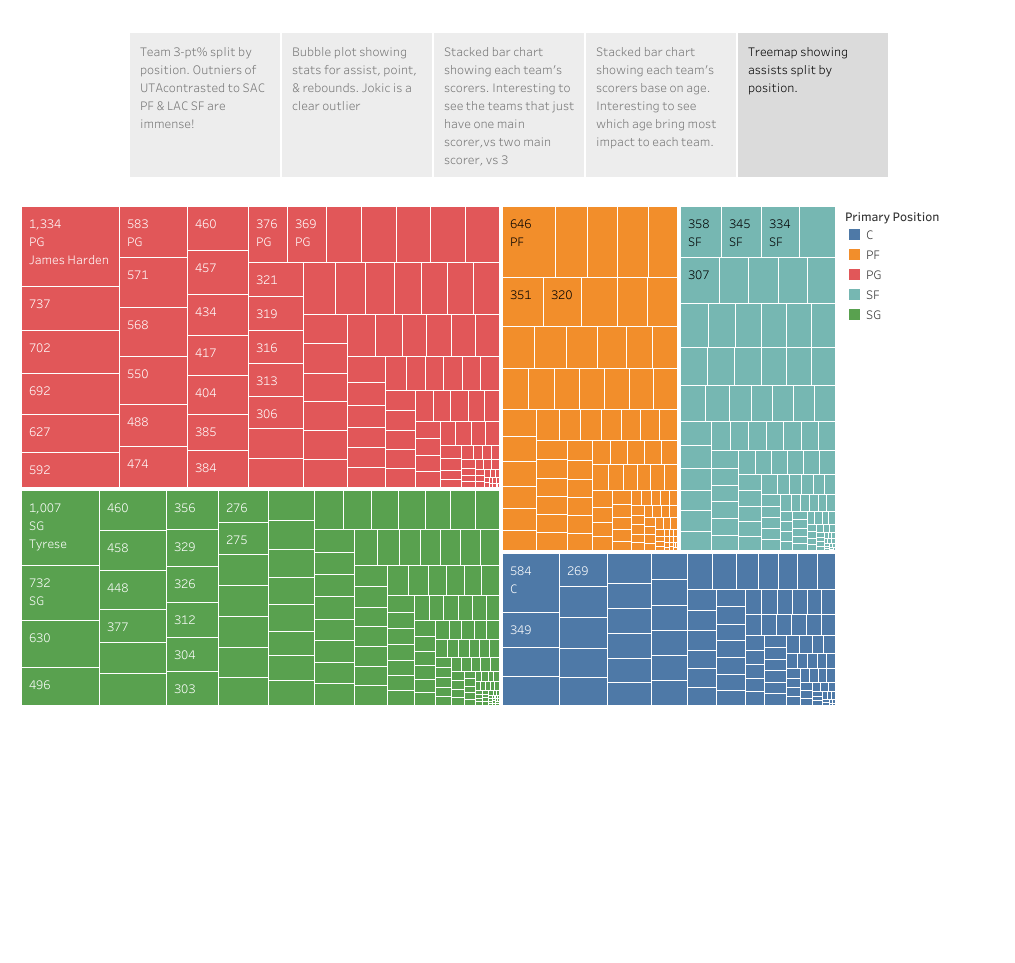 Team 3-pt% split by
position. Outniers of
UTAcontrasted to SAC
PF & LAC SF are
immense!
Bubble plot showing
stats for assist, point,
& rebounds. Jokic is a
clear outlier
Stacked bar chart
showing each team's
scorers. Interesting to
see the teams that just
have one main
scorer,vs two main
scorer, vs 3
Stacked bar chart
showing each team's
scorers base on age.
Interesting to see
which age bring most
impact to each team.
Treemap showing
assists split by
position.
1,334
PG
James Harden
737
702
692
627
592
583
PG
571
568
550
488
474
460
457
434
417
404
385
384
376
PG
369
PG
321
319
316
313
306
1,007
SG
Tyrese
732
SG
630
496
460
458
448
377
356
329
326
312
304
303
276
275
646
PF
351
320
358
SF
345
SF
334
SF
307
584
C
349
269
Primary Position
C
PF
PG
SF
SG